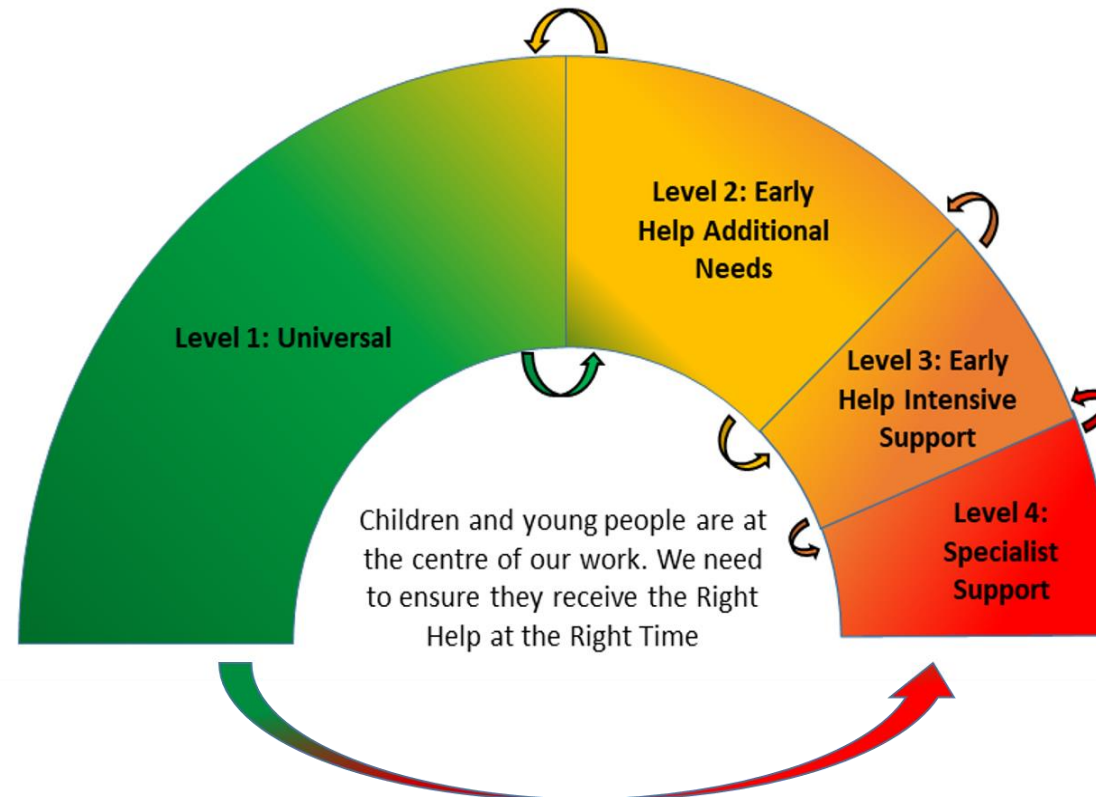 Level 1: Universal
Level 2: Early
Help Additional
Needs
Level 3: Early
Help Intensive
Support
Level 4:
Specialist
Support
Children and young people are at
the centre of our work. We need
to ensure they receive the Right
Help at the Right Time